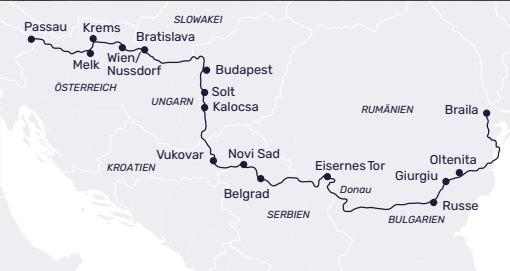 SLOWAKEI
Passau
Krems
Bratislava
Melk
Wien/
Nussdorf
Budapest
ÖSTERREICH
Solt
UNGARN
Kalocsa
RUMÄNIEN
Braila
Vukovar
Novi Sad
KROATIEN
Eisernes Tor
Oltenita
Giurgiu
Belgrad
Donau
Russe
SERBIEN
BULGARIEN